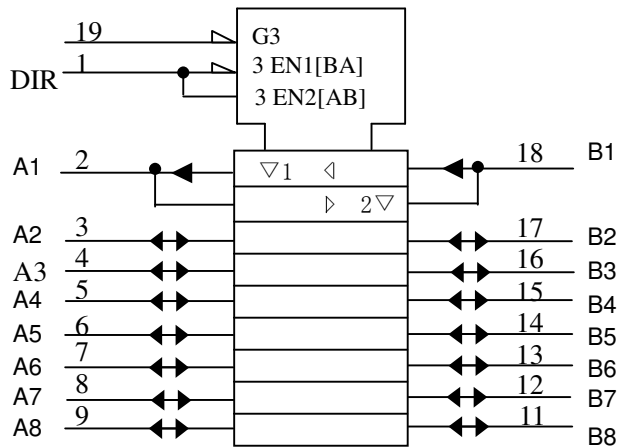 19 G3
1 3 EN1[BA]
DIR 3 EN2[AB]
A1 2 ▽1 ◁ 18 B1
▷ 2▽
A2 3 17 B2
A3 4 16 B3
A4 5 15 B4
A5 6 14 B5
A6 7 13 B6
A7 8 12 B7
A8 9 11 B8